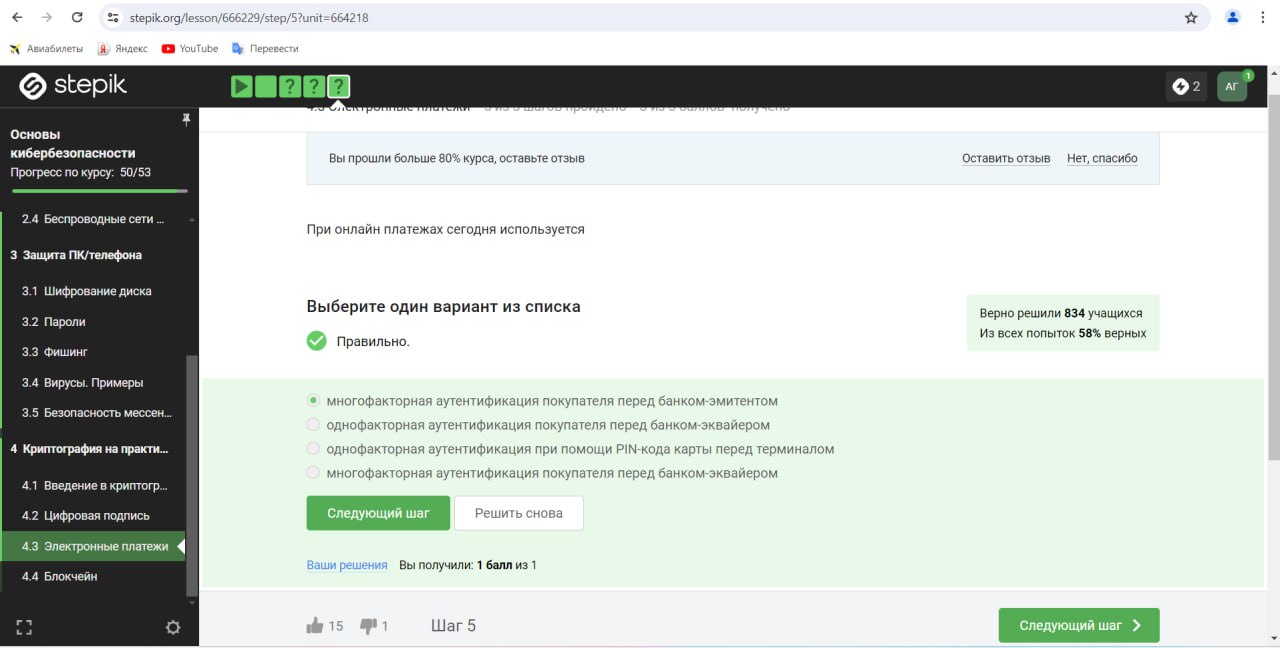 stepik.org/lesson/666229/step/5?unit=664218
Авиабилеты Яндекс YouTube Перевести
stepik
? ? ?
2
АГ
1
4.3 Электронные платежи 5 из 5 шагов пройдено 3 из 3 баллов получено
Основы
кибербезопасности
Прогресс по курсу: 50/53
2.4 Беспроводные сети ...
3 Защита ПК/телефона
3.1 Шифрование диска
3.2 Пароли
3.3 Фишинг
3.4 Вирусы. Примеры
3.5 Безопасность мессен...
4 Криптография на практи...
4.1 Введение в криптогр...
4.2 Цифровая подпись
4.3 Электронные платежи
4.4 Блокчейн
Вы прошли больше 80% курса, оставьте отзыв
Оставить отзыв Нет, спасибо
При онлайн платежах сегодня используется
Выберите один вариант из списка
Правильно.
Верно решили 834 учащихся
Из всех попыток 58% верных
многофакторная аутентификация покупателя перед банком-эмитентом
однофакторная аутентификация покупателя перед банком-эквайером
однофакторная аутентификация при помощи PIN-кода карты перед терминалом
многофакторная аутентификация покупателя перед банком-эквайером
Следующий шаг Решить снова
Ваши решения Вы получили: 1 балл из 1
15 1 Шаг 5
Следующий шаг